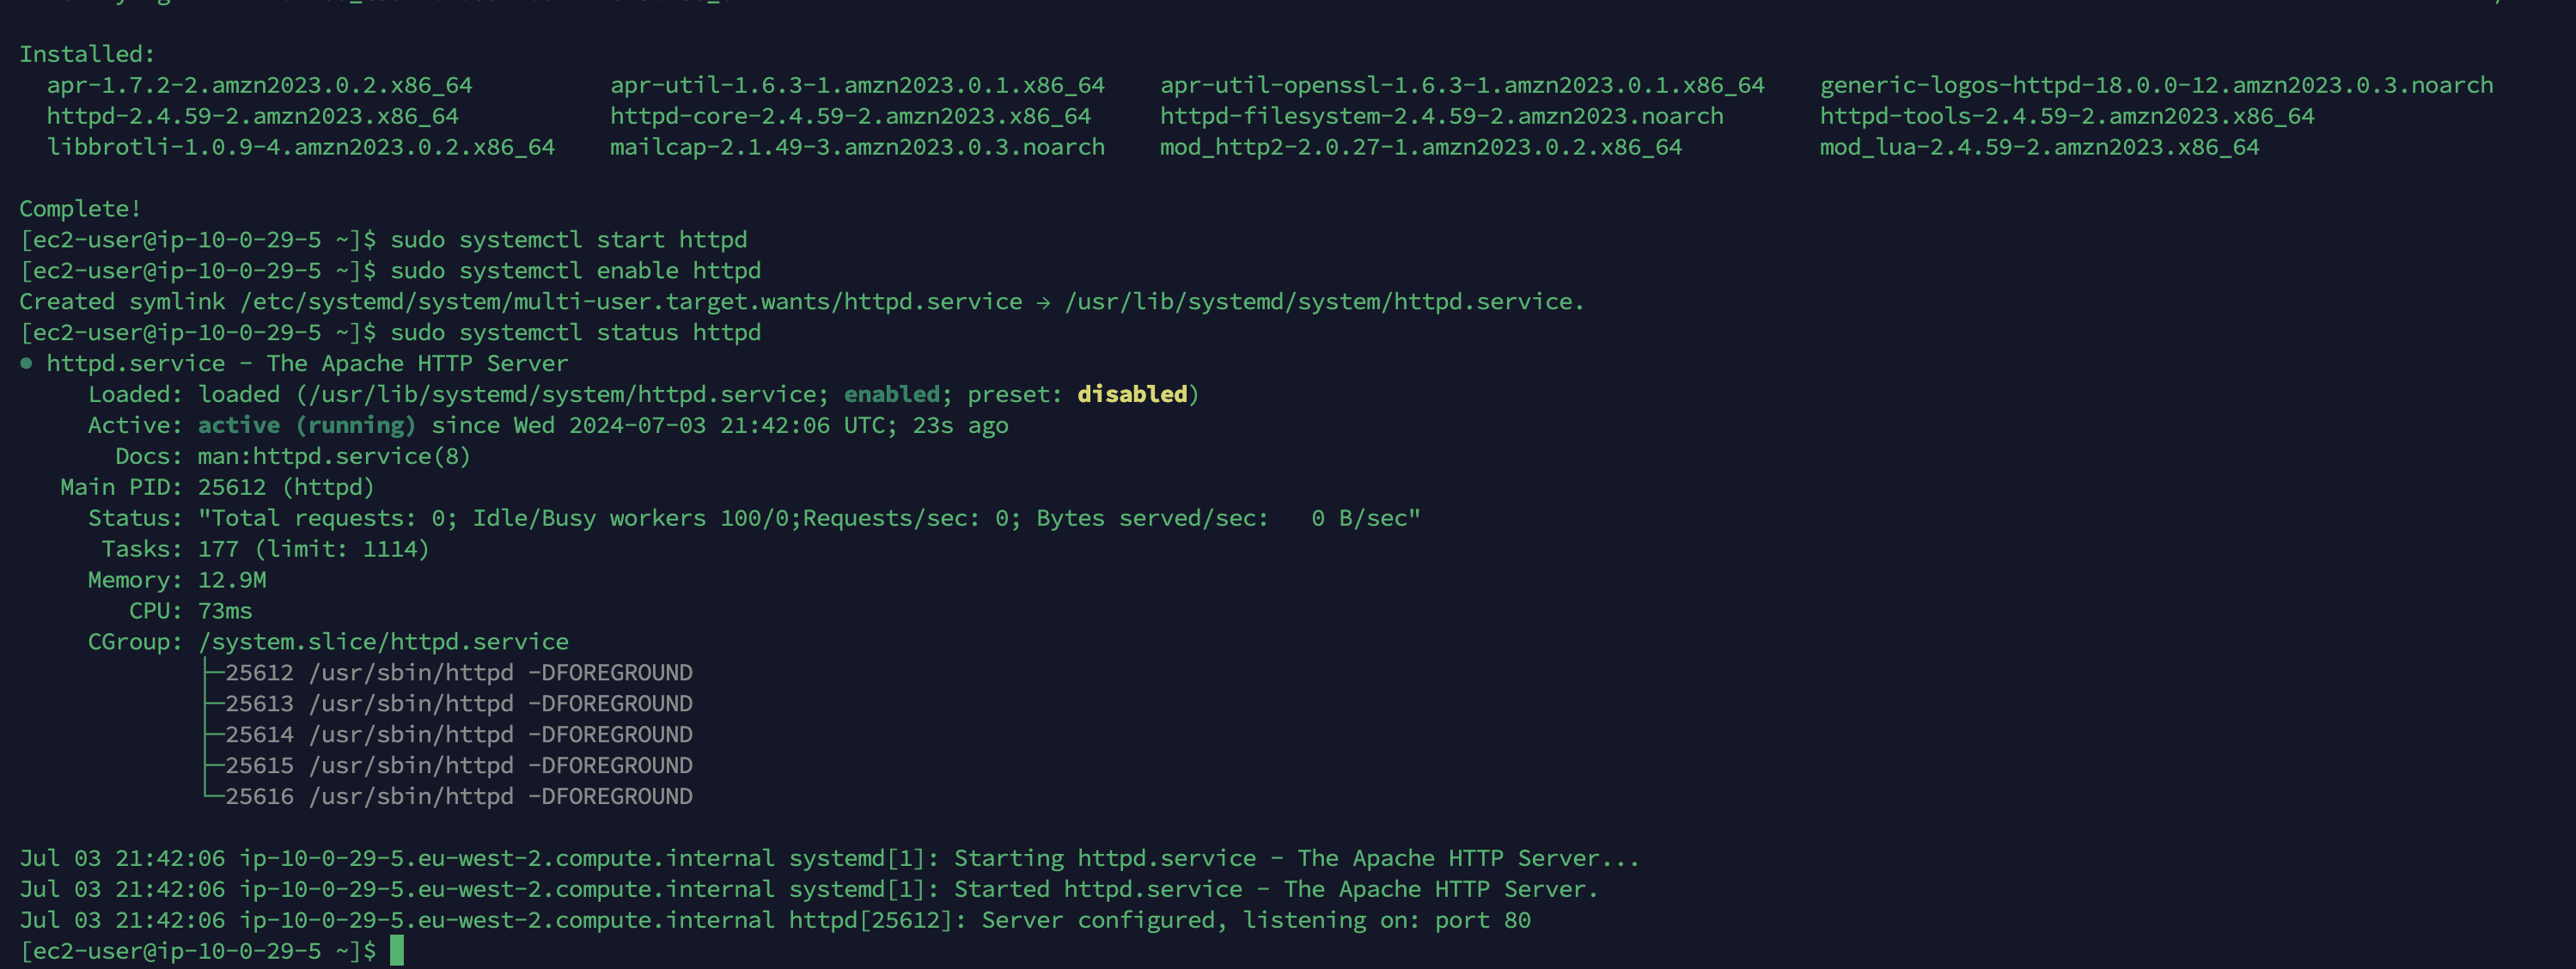 Installed:
apr-1.7.2-2.amzn2023.0.2.x86_64 apr-util-1.6.3-1.amzn2023.0.1.x86_64 apr-util-openssl-1.6.3-1.amzn2023.0.1.x86_64 generic-logos-httpd-18.0.0-12.amzn2023.0.3.noarch
httpd-2.4.59-2.amzn2023.x86_64 httpd-core-2.4.59-2.amzn2023.x86_64 httpd-filesystem-2.4.59-2.amzn2023.noarch httpd-tools-2.4.59-2.amzn2023.x86_64
libbrotli-1.0.9-4.amzn2023.0.2.x86_64 mailcap-2.1.49-3.amzn2023.0.3.noarch mod_http2-2.0.27-1.amzn2023.0.2.x86_64 mod_lua-2.4.59-2.amzn2023.x86_64
Complete!
[ec2-user@ip-10-0-29-5 ~]$ sudo systemctl start httpd
[ec2-user@ip-10-0-29-5 ~]$ sudo systemctl enable httpd
Created symlink /etc/systemd/system/multi-user.target.wants/httpd.service → /usr/lib/systemd/system/httpd.service.
[ec2-user@ip-10-0-29-5 ~]$ sudo systemctl status httpd
● httpd.service - The Apache HTTP Server
Loaded: loaded (/usr/lib/systemd/system/httpd.service; enabled; preset: disabled)
Active: active (running) since Wed 2024-07-03 21:42:06 UTC; 23s ago
Docs: man:httpd.service(8)
Main PID: 25612 (httpd)
Status: "Total requests: 0; Idle/Busy workers 100/0;Requests/sec: 0; Bytes served/sec:   0 B/sec"
Tasks: 177 (limit: 1114)
Memory: 12.9M
CPU: 73ms
CGroup: /system.slice/httpd.service
├─25612 /usr/sbin/httpd -DFOREGROUND
├─25613 /usr/sbin/httpd -DFOREGROUND
├─25614 /usr/sbin/httpd -DFOREGROUND
├─25615 /usr/sbin/httpd -DFOREGROUND
└─25616 /usr/sbin/httpd -DFOREGROUND
Jul 03 21:42:06 ip-10-0-29-5.eu-west-2.compute.internal systemd[1]: Starting httpd.service - The Apache HTTP Server...
Jul 03 21:42:06 ip-10-0-29-5.eu-west-2.compute.internal systemd[1]: Started httpd.service - The Apache HTTP Server.
Jul 03 21:42:06 ip-10-0-29-5.eu-west-2.compute.internal httpd[25612]: Server configured, listening on: port 80
[ec2-user@ip-10-0-29-5 ~]$